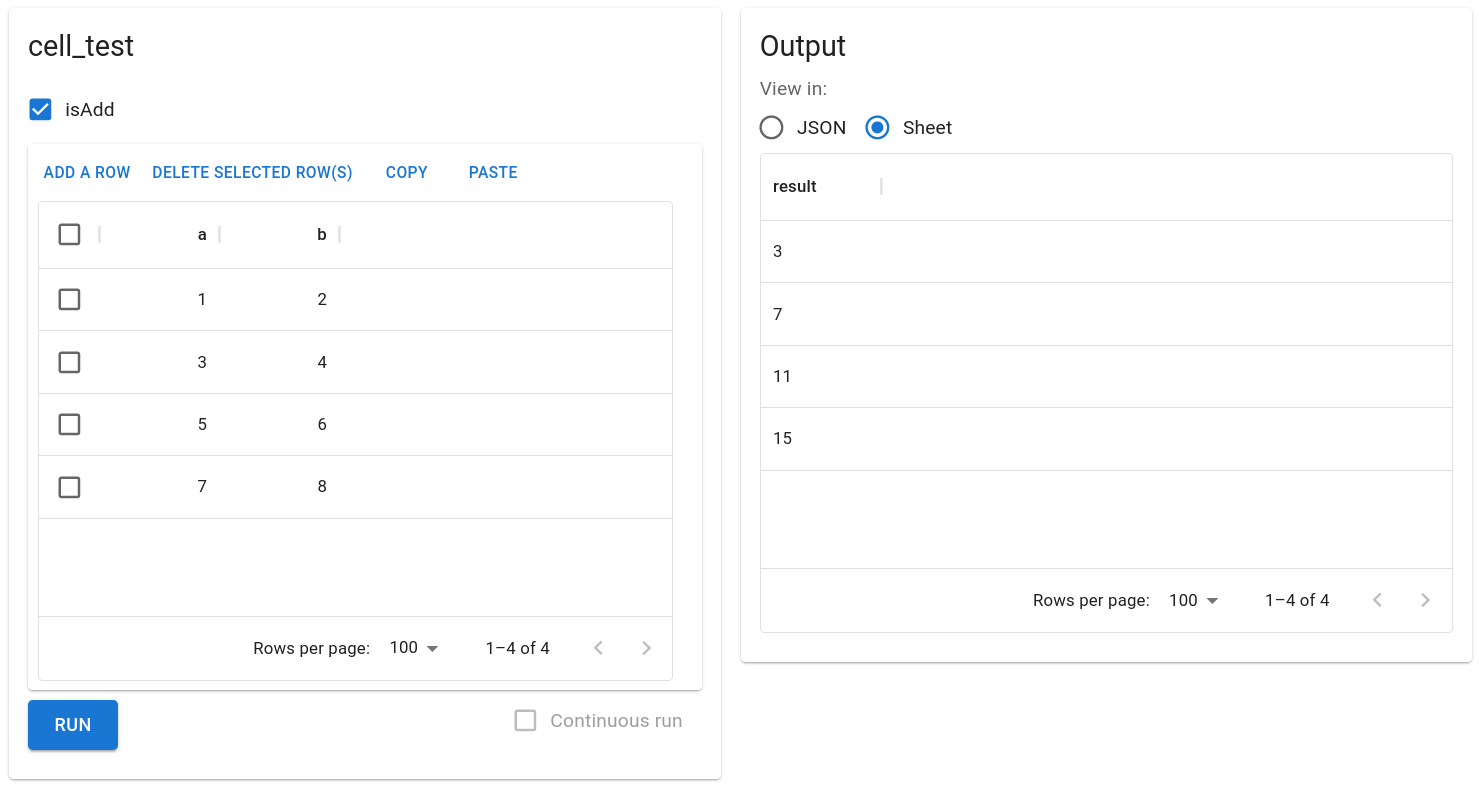 cell_test
isAdd
ADD A ROW DELETE SELECTED ROW(S) COPY PASTE
a b
1 2
3 4
5 6
7 8
Rows per page: 100 1–4 of 4
RUN Continuous run
Output
View in:
JSON Sheet
result
3
7
11
15
Rows per page: 100 1–4 of 4